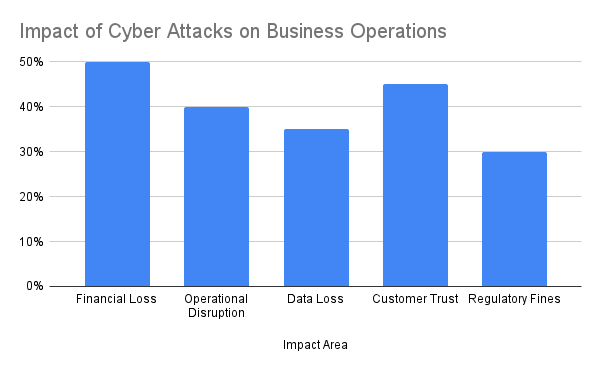 Impact of Cyber Attacks on Business Operations
50%
40%
30%
20%
10%
0%
Financial Loss
Operational
Disruption
Data Loss
Customer Trust
Regulatory Fines
Impact Area